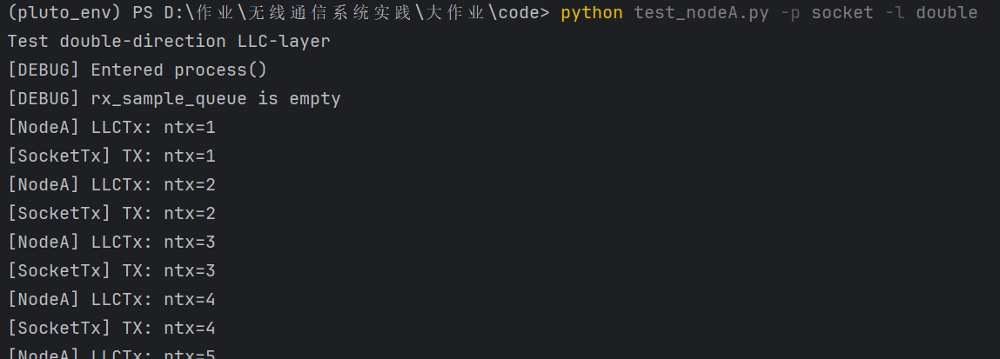 (pluto_env) PS D:\作业\无线通信系统实践\大作业\code> python test_nodeA.py -p socket -l double
Test double-direction LLC-layer
[DEBUG] Entered process()
[DEBUG] rx_sample_queue is empty
[NodeA] LLCTx: ntx=1
[SocketTx] TX: ntx=1
[NodeA] LLCTx: ntx=2
[SocketTx] TX: ntx=2
[NodeA] LLCTx: ntx=3
[SocketTx] TX: ntx=3
[NodeA] LLCTx: ntx=4
[SocketTx] TX: ntx=4
[NodeA] LLCTx: ntx=5